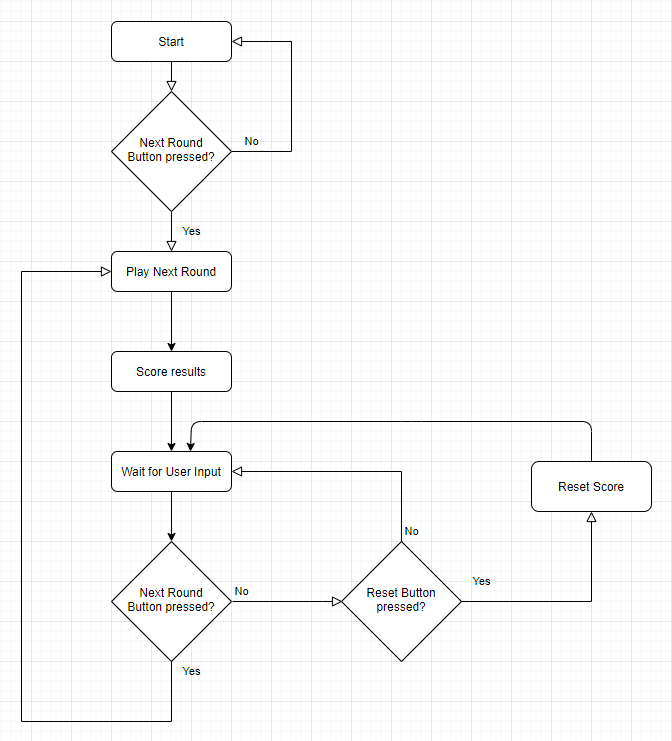 Start
Next Round
Button pressed?
No
Yes
Play Next Round
Score results
Wait for User Input
Reset Score
No
Next Round
Button pressed?
No
Reset Button
pressed?
Yes
Yes